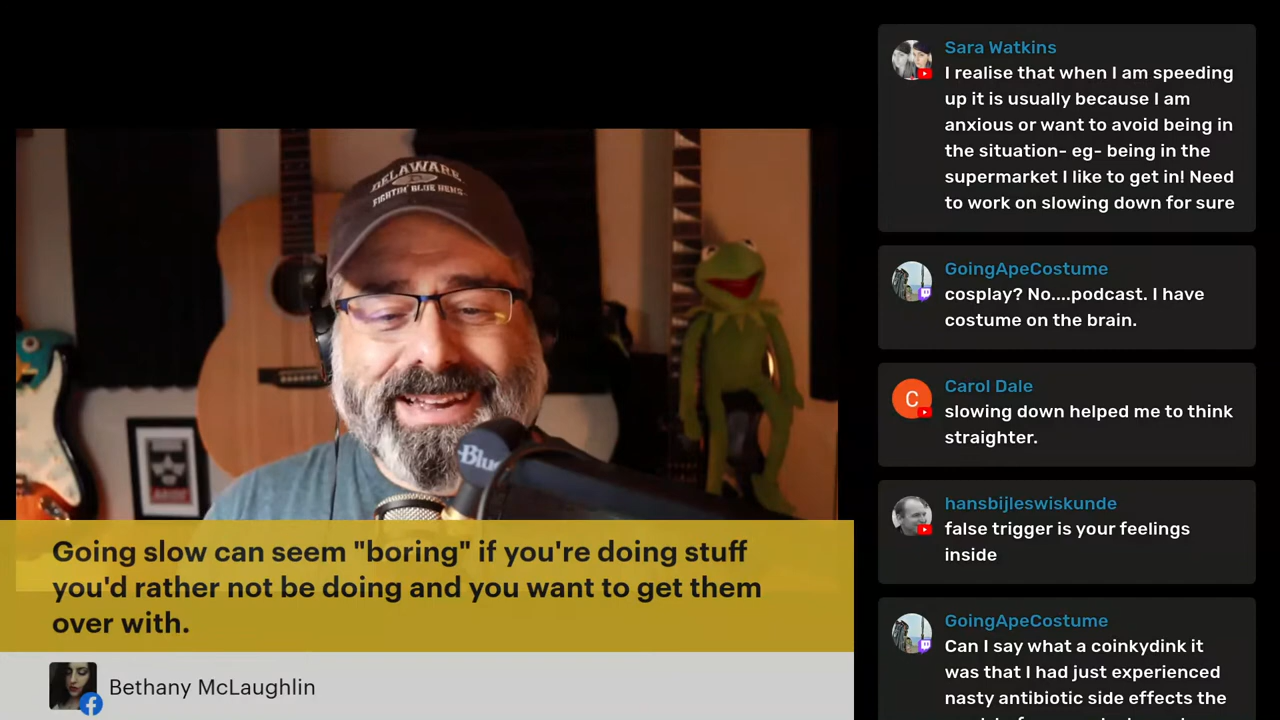 DELAWARE
FIGHTIN' BLUE HENS
Blue
Going slow can seem "boring" if you're doing stuff
you'd rather not be doing and you want to get them
over with.
Bethany McLaughlin
Sara Watkins
I realise that when I am speeding
up it is usually because I am
anxious or want to avoid being in
the situation- eg- being in the
supermarket I like to get in! Need
to work on slowing down for sure
GoingApeCostume
cosplay? No....podcast. I have
costume on the brain.
C
Carol Dale
slowing down helped me to think
straighter.
hansbijleswiskunde
false trigger is your feelings
inside
GoingApeCostume
Can I say what a coinkydink it
was that I had just experienced
nasty antibiotic side effects the